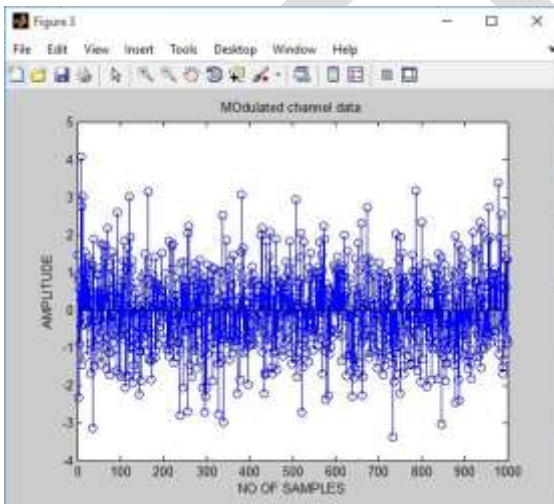 Figure 3
File Edit View Insert Tools Desktop Window Help
MOdulated channel data
5
4
3
2
1
0
-1
-2
-3
-4
AMPLITUDE
0 100 200 300 400 500 600 700 800 900 1000
NO OF SAMPLES